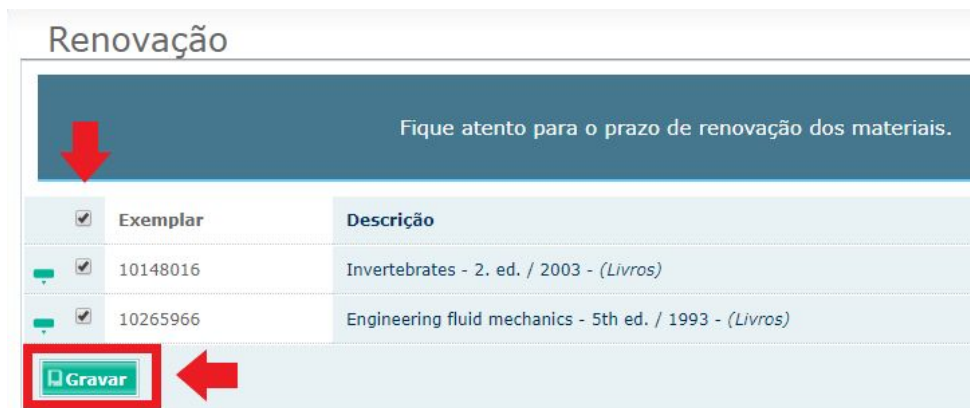 Renovação
Fique atento para o prazo de renovação dos materiais.
Exemplar Descrição
10148016 Invertebrates - 2. ed. / 2003 - (Livros)
10265966 Engineering fluid mechanics - 5th ed. / 1993 - (Livros)
Gravar